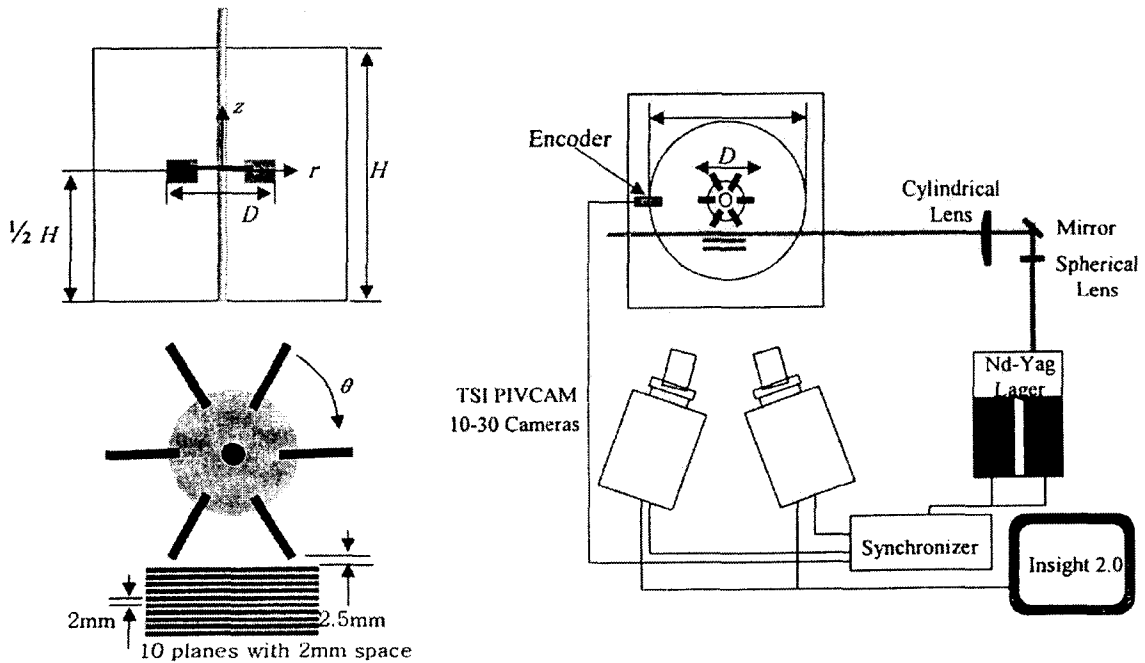 z
r
H
D
½ H
θ
2mm
2.5mm
10 planes with 2mm space
Encoder
D
Cylindrical
Lens
Mirror
Spherical
Lens
Nd-Yag
Lager
TSI PIVCAM
10-30 Cameras
Synchronizer
Insight 2.0